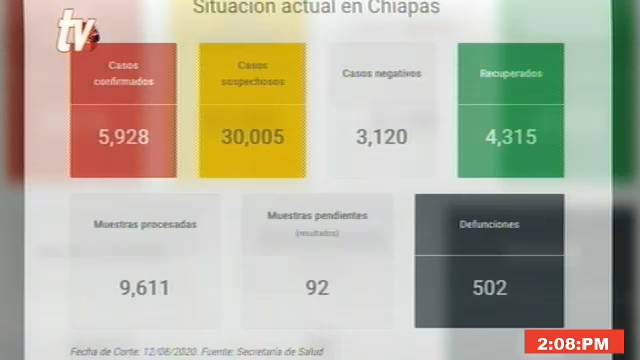 Situación actual en Chiapas
tv
Casos confirmados
5,928
Casos sospechosos
30,005
Casos negativos
3,120
Recuperados
4,315
Muestras procesadas
9,611
Muestras pendientes
(resultados)
92
Defunciones
502
Fecha de Corte: 12/08/2020. Fuente: Secretaría de Salud
2:08:PM